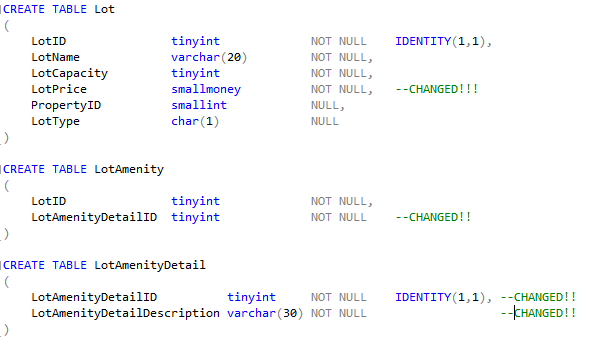 CREATE TABLE Lot
(
LotID tinyint NOT NULL IDENTITY(1,1),
LotName varchar(20) NOT NULL,
LotCapacity tinyint NOT NULL,
LotPrice smallmoney NOT NULL, --CHANGED!!!
PropertyID smallint NULL,
LotType char(1) NULL
)
CREATE TABLE LotAmenity
(
LotID tinyint NOT NULL,
LotAmenityDetailID tinyint NOT NULL --CHANGED!!
)
CREATE TABLE LotAmenityDetail
(
LotAmenityDetailID tinyint NOT NULL IDENTITY(1,1), --CHANGED!!
LotAmenityDetailDescription varchar(30) NOT NULL --CHANGED!!
)